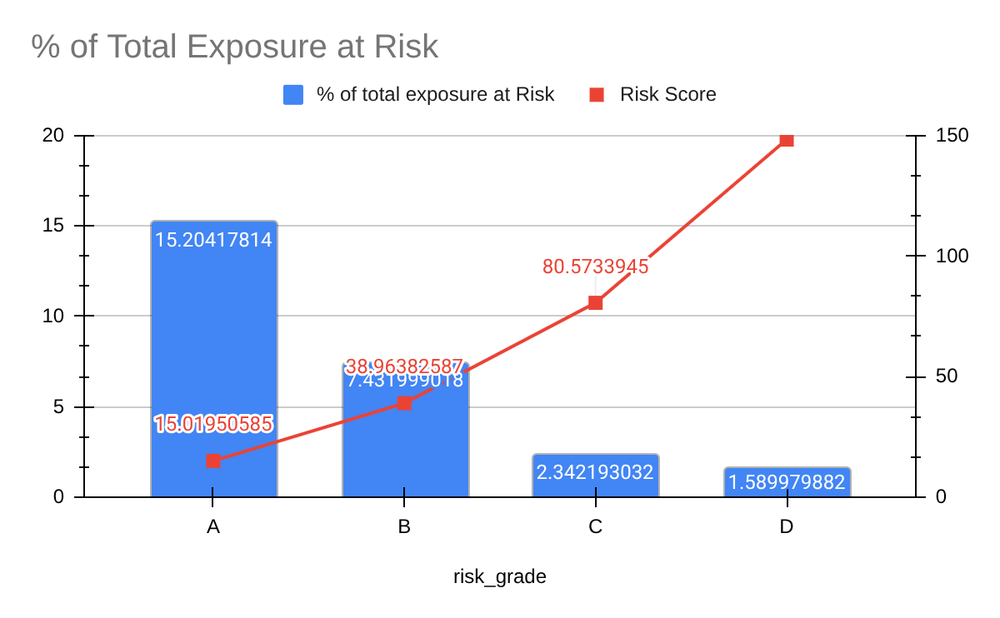 % of Total Exposure at Risk
% of total exposure at Risk
Risk Score
20
15
10
5
0
150
100
50
0
15.20417814
15.01950585
38.96382587
7.431999018
80.5733945
2.342193032
1.589979882
A
B
C
D
risk_grade